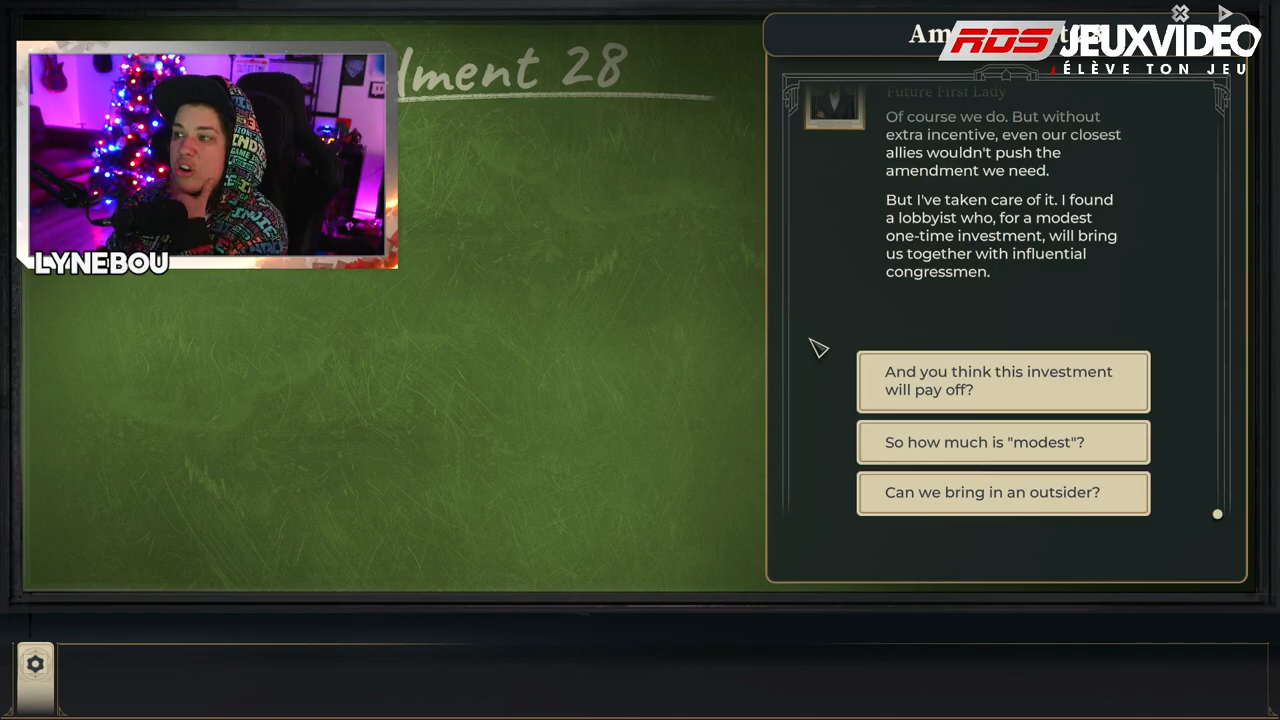 dment 28
LYNEBOU
RDS JEUXVIDÉO
ÉLÈVE TON JEU
Am
Future First Lady
Of course we do. But without
extra incentive, even our closest
allies wouldn't push the
amendment we need.
But I've taken care of it. I found
a lobbyist who, for a modest
one-time investment, will bring
us together with influential
congressmen.
And you think this investment
will pay off?
So how much is "modest"?
Can we bring in an outsider?